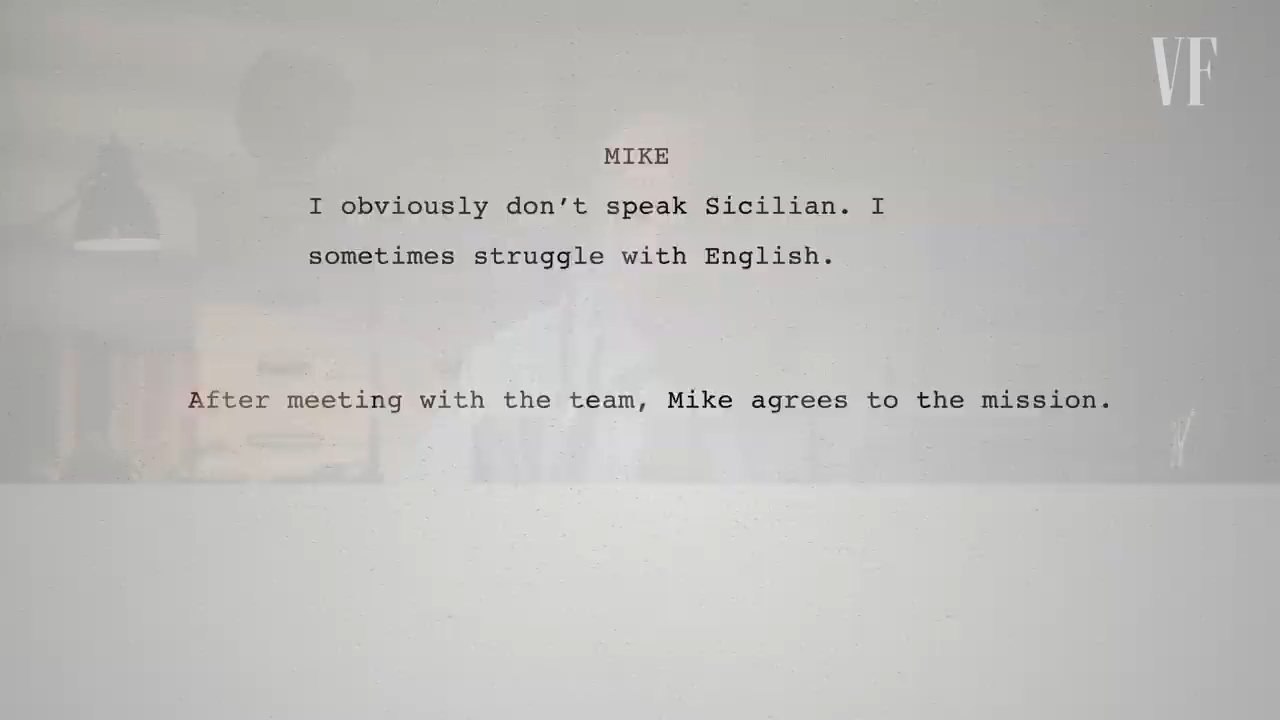 VF
MIKE
I obviously don’t speak Sicilian. I
sometimes struggle with English.
After meeting with the team, Mike agrees to the mission.